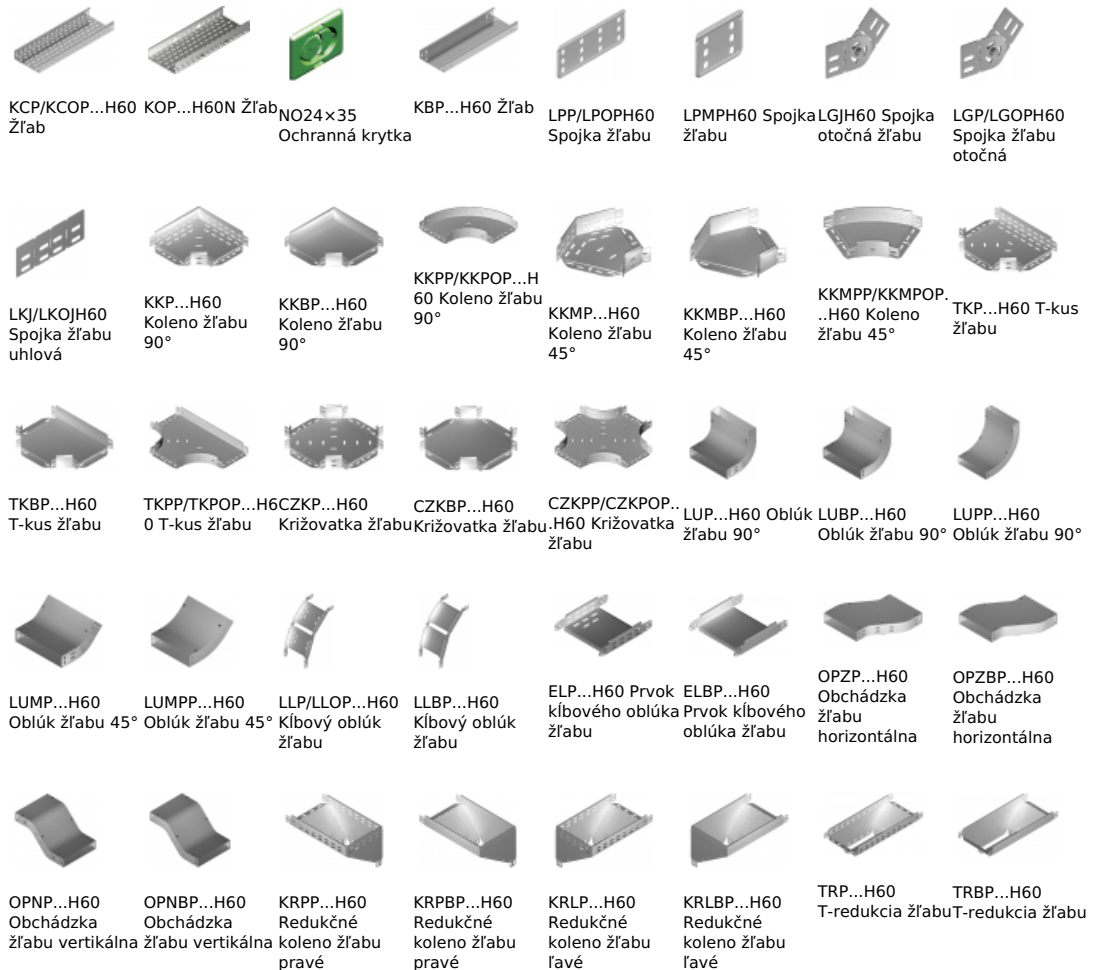 KCP/KCOP...H60
Žľab
KOP...H60N Žľab
NO24×35
Ochranná krytka
KBP...H60 Žľab
LPP/LPOPH60
Spojka žľabu
LPMPH60 Spojka
žľabu
LGJH60 Spojka
otočná žľabu
LGP/LGOPH60
Spojka žľabu
otočná
LKJ/LKOJH60
Spojka žľabu
uhlová
KKP...H60
Koleno žľabu
90°
KKBP...H60
Koleno žľabu
90°
KKPP/KKPOP...H
60 Koleno žľabu
90°
KKMP...H60
Koleno žľabu
45°
KKMBP...H60
Koleno žľabu
45°
KKMPP/KKMPOP.
..H60 Koleno
žľabu 45°
TKP...H60 T-kus
žľabu
TKBP...H60
T-kus žľabu
TKPP/TKPOP...H6
0 T-kus žľabu
CZKP...H60
Križovatka žľabu
CZKBP...H60
Križovatka žľabu
CZKPP/CZKPOP..
.H60 Križovatka
žľabu
LUP...H60 Oblúk
žľabu 90°
LUBP...H60
Oblúk žľabu 90°
LUPP...H60
Oblúk žľabu 90°
LUMP...H60
Oblúk žľabu 45°
LUMPP...H60
Oblúk žľabu 45°
LLP/LLOP...H60
Kĺbový oblúk
žľabu
LLBP...H60
Kĺbový oblúk
žľabu
ELP...H60 Prvok
kĺbového oblúka
žľabu
ELBP...H60
Prvok kĺbového
oblúka žľabu
OPZP...H60
Obchádzka
žľabu
horizontálna
OPZBP...H60
Obchádzka
žľabu
horizontálna
OPNP...H60
Obchádzka
žľabu vertikálna
OPNBP...H60
Obchádzka
žľabu vertikálna
KRPP...H60
Redukčné
koleno žľabu
pravé
KRPBP...H60
Redukčné
koleno žľabu
pravé
KRLP...H60
Redukčné
koleno žľabu
ľavé
KRLBP...H60
Redukčné
koleno žľabu
ľavé
TRP...H60
T-redukcia žľabu
TRBP...H60
T-redukcia žľabu